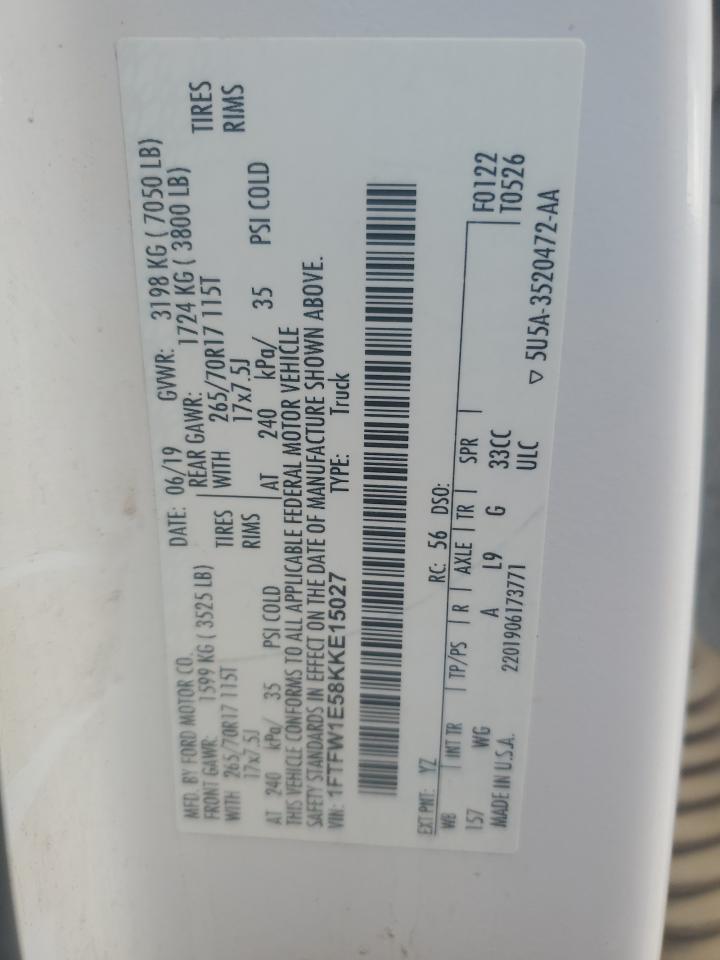 MFD. BY FORD MOTOR CO. DATE: 06/19 GVWR: 3198 KG ( 7050 LB)
FRONT GAWR: 1599 KG ( 3525 LB) REAR GAWR: 1724 KG ( 3800 LB)
WITH 265/70R17 115T TIRES WITH 265/70R17 115T TIRES
17x7.5J RIMS 17x7.5J RIMS
AT 240 kPa/ 35 PSI COLD AT 240 kPa/ 35 PSI COLD
THIS VEHICLE CONFORMS TO ALL APPLICABLE FEDERAL MOTOR VEHICLE
SAFETY STANDARDS IN EFFECT ON THE DATE OF MANUFACTURE SHOWN ABOVE.
VIN: 1FTFW1E58KKE15027 TYPE: Truck
EXT PNT: YZ RC: 56 DSO:
WB INT TR TP/PS R AXLE TR SPR F0122
157 WG A L9 G 33CC T0526
MADE IN U.S.A. 2201906173771 ULC
▽ 5U5A-3520472-AA